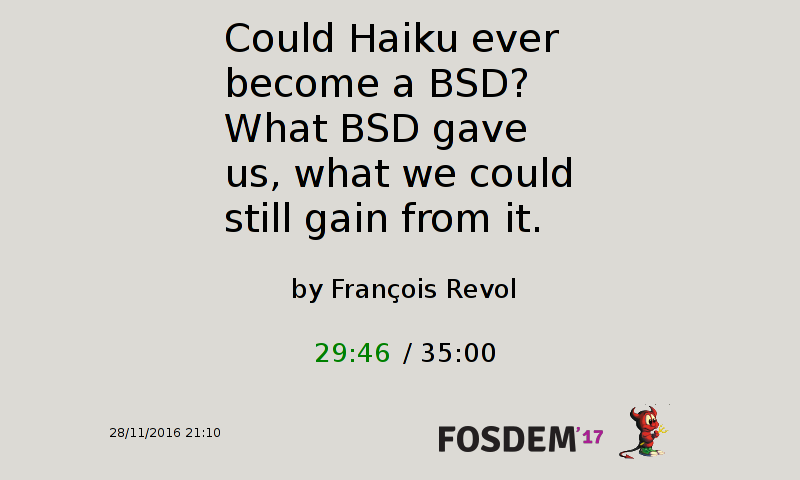 Could Haiku ever
become a BSD?
What BSD gave
us, what we could
still gain from it.
by François Revol
29:46 / 35:00
28/11/2016 21:10
FOSDEM'17